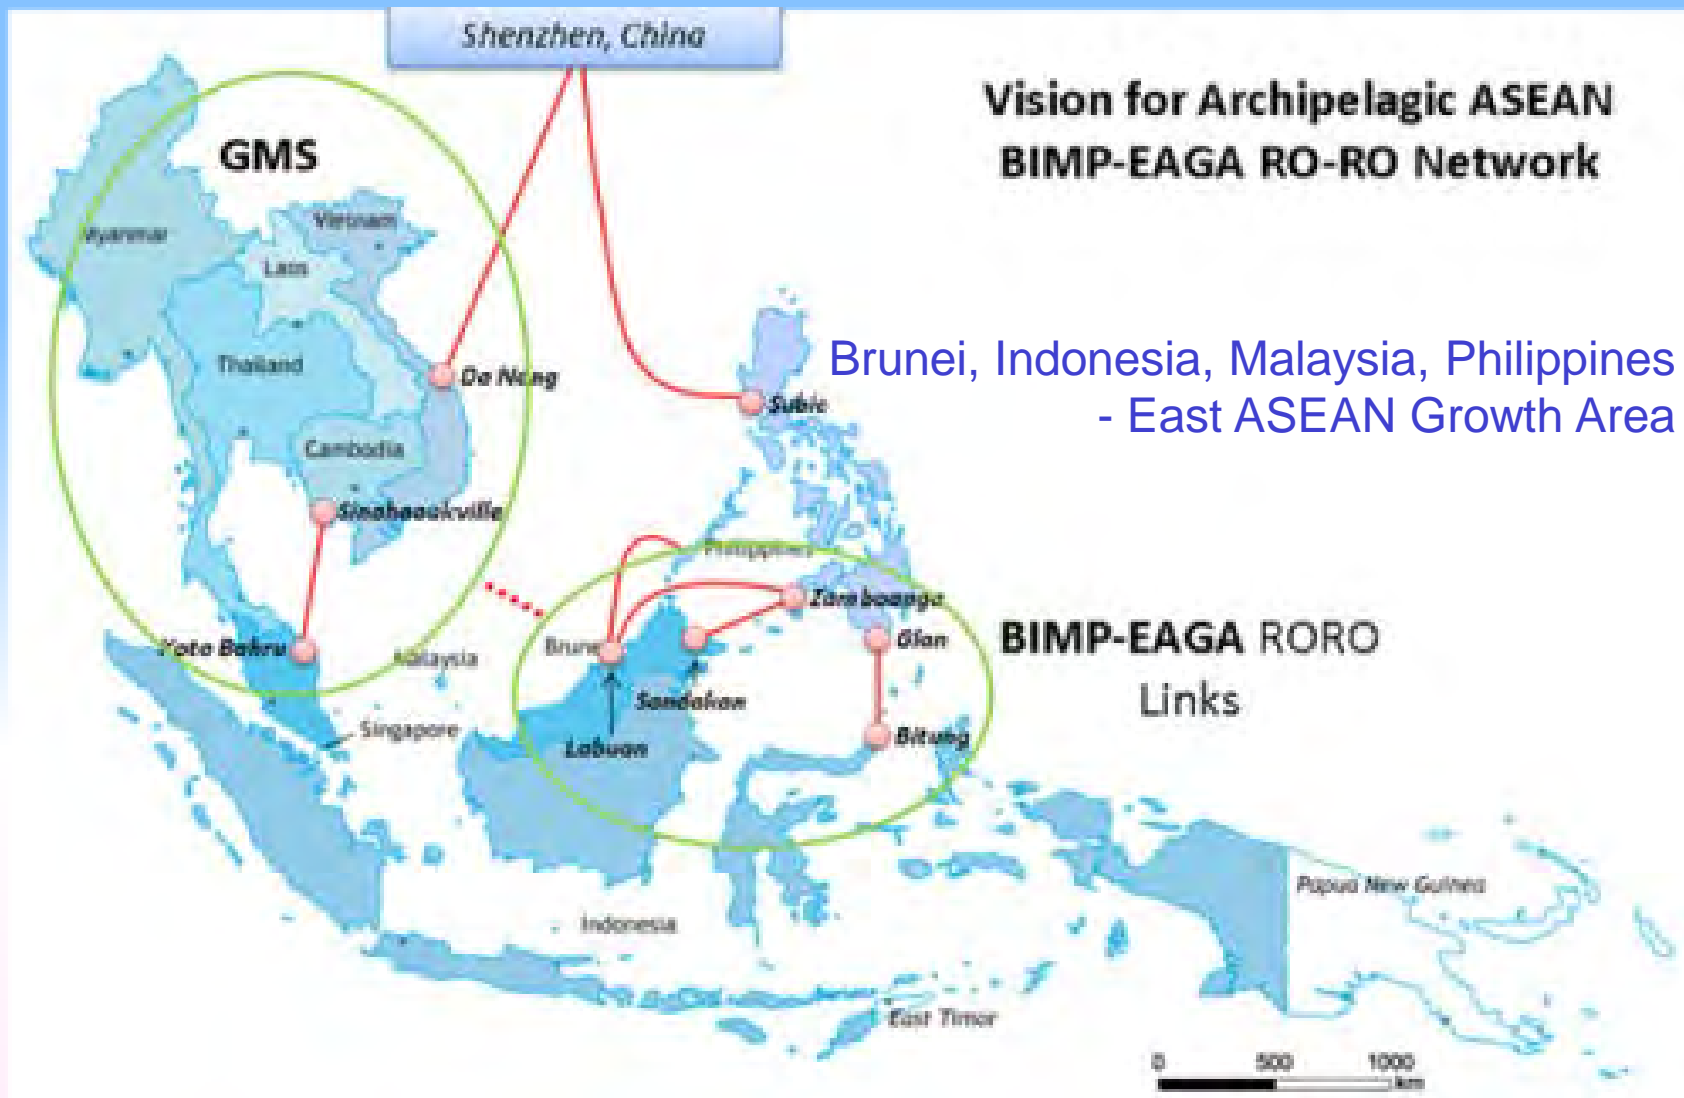 Shenzhen, China
Vision for Archipelagic ASEAN
BIMP-EAGA RO-RO Network
GMS
Myanmar
Vietnam
Laos
Thailand
Brunei, Indonesia, Malaysia, Philippines
- East ASEAN Growth Area
Da Nang
Subic
Cambodia
Sihanoukville
Philippines
Zamboanga
Kota Bahru
Malaysia
Brunei
Glan
BIMP-EAGA RORO
Links
Sandakan
Singapore
Labuan
Bitung
Papua New Guinea
Indonesia
East Timor
0 500 1000
km